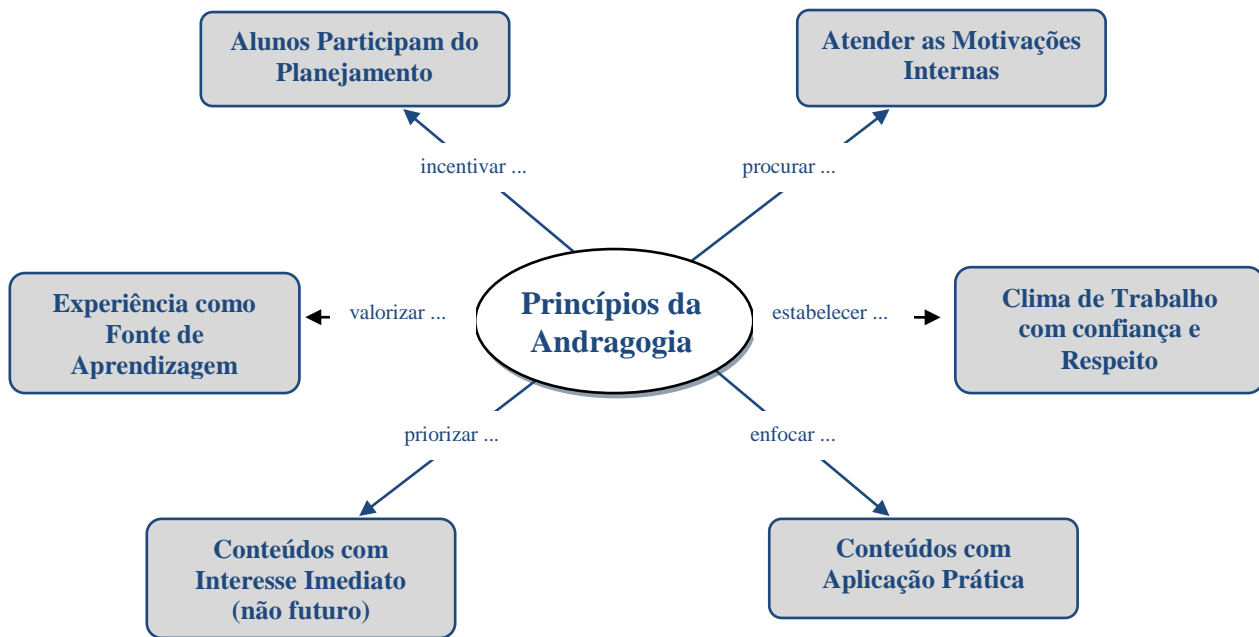 Alunos Participam do
Planejamento
Atender as Motivações
Internas
incentivar ...
procurar ...
Experiência como
Fonte de
Aprendizagem
valorizar ...
Princípios da
Andragogia
estabelecer ...
Clima de Trabalho
com confiança e
Respeito
priorizar ...
enfocar ...
Conteúdos com
Interesse Imediato
(não futuro)
Conteúdos com
Aplicação Prática